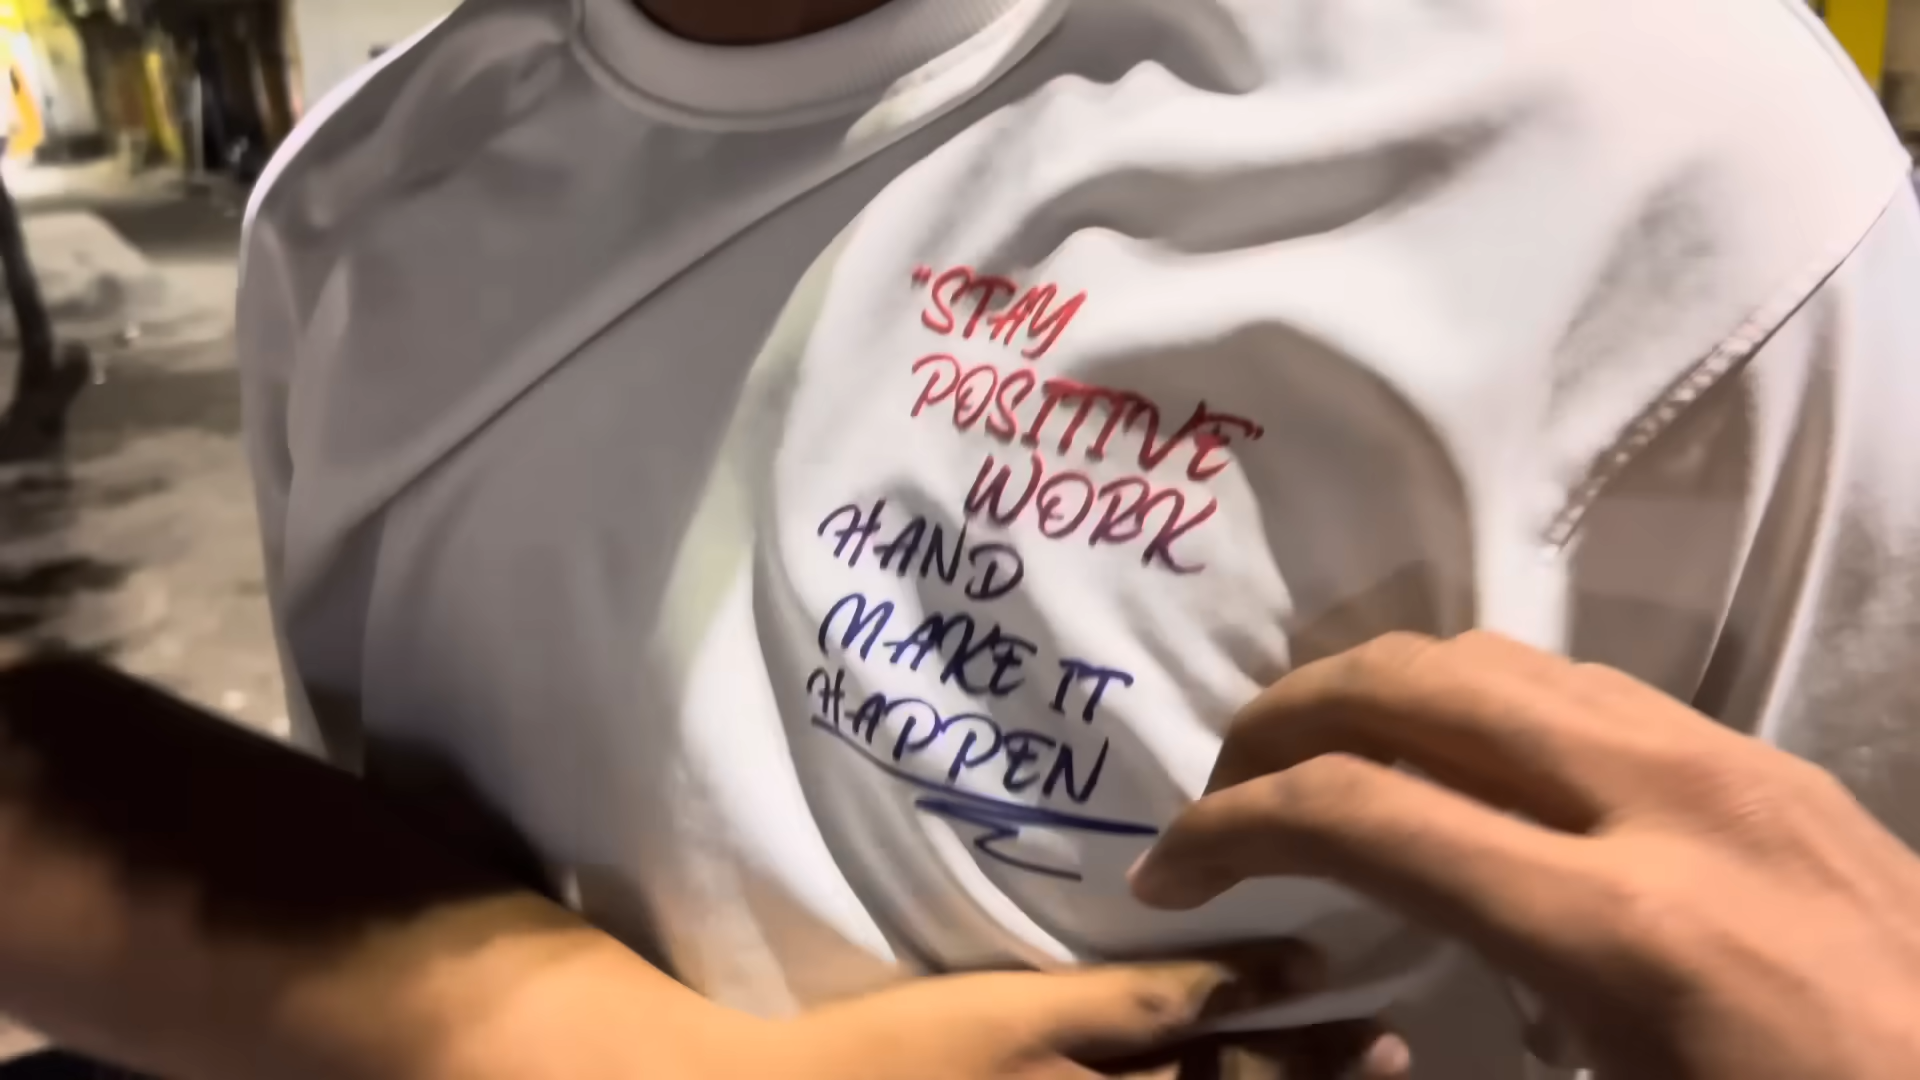 "STAY
POSITIVE"
WORK
HAND
MAKE IT
HAPPEN